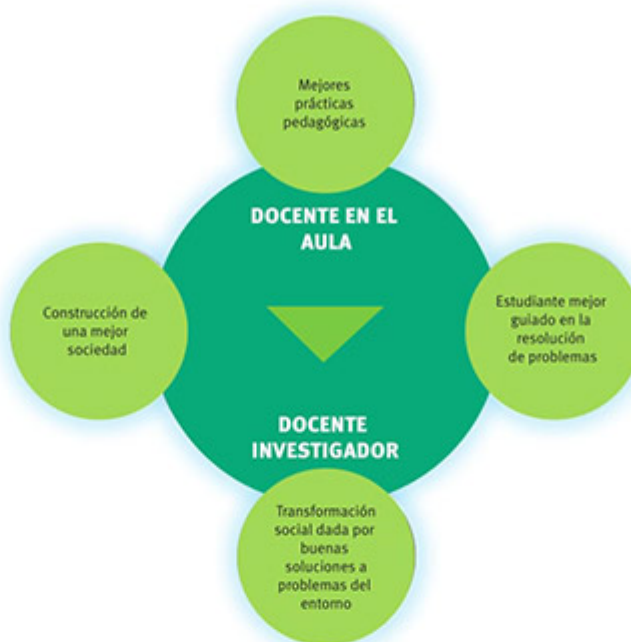 Mejores
prácticas
pedagógicas
DOCENTE EN EL
AULA
Construcción de
una mejor
sociedad
Estudiante mejor
guiado en la
resolución
de problemas
DOCENTE
INVESTIGADOR
Transformación
social dada por
buenas
soluciones a
problemas del
entorno